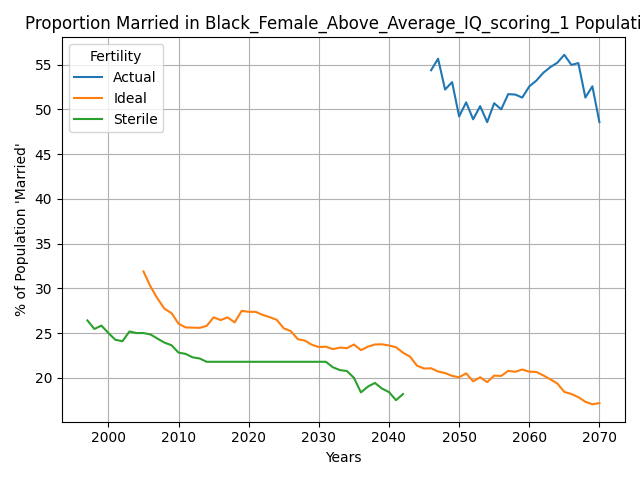 Proportion Married in Black_Female_Above_Average_IQ_scoring_1 Populati
Fertility
Actual
Ideal
Sterile
% of Population 'Married'
55
50
45
40
35
30
25
20
2000 2010 2020 2030 2040 2050 2060 2070
Years